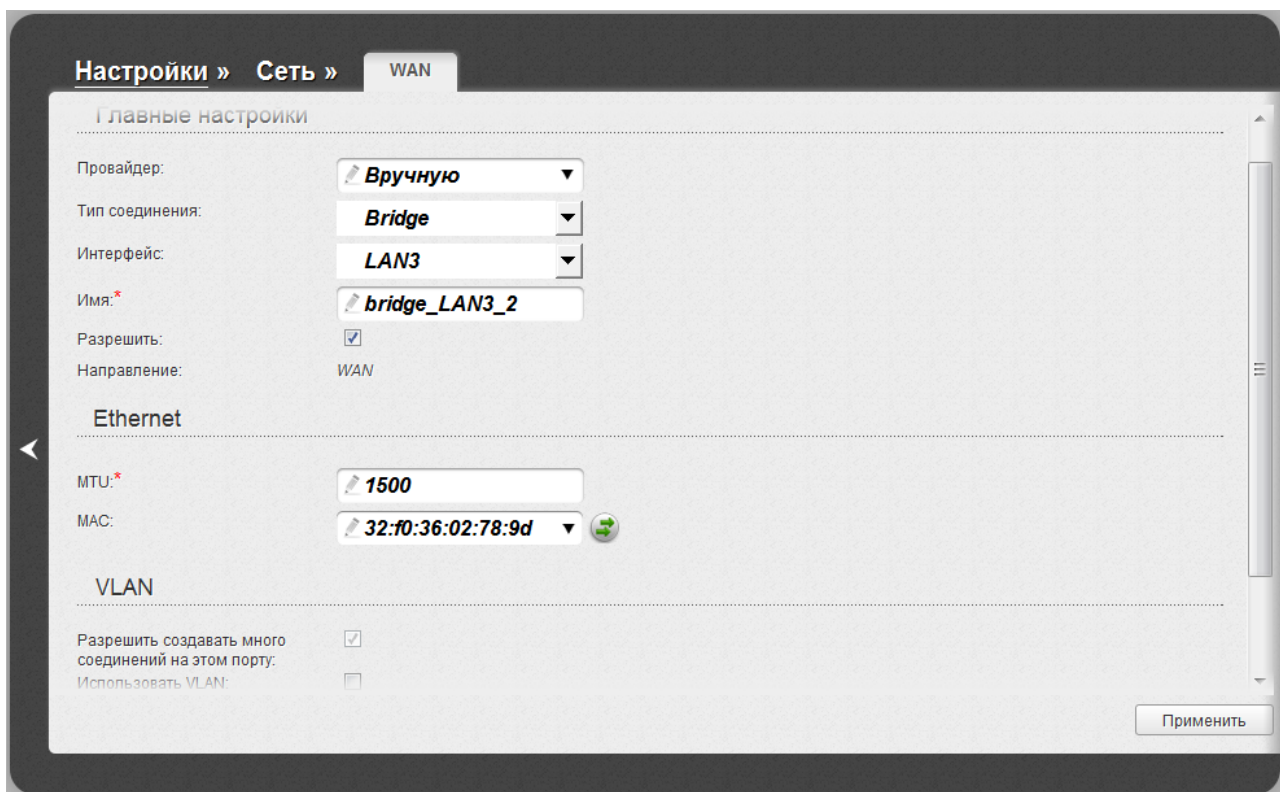 Настройки » Сеть » WAN
Главные настройки
Провайдер: Вручную
Тип соединения: Bridge
Интерфейс: LAN3
Имя:* bridge_LAN3_2
Разрешить:
Направление: WAN
Ethernet
MTU:* 1500
MAC: 32:f0:36:02:78:9d
VLAN
Разрешить создавать много
соединений на этом порту:
Использовать VLAN:
Применить